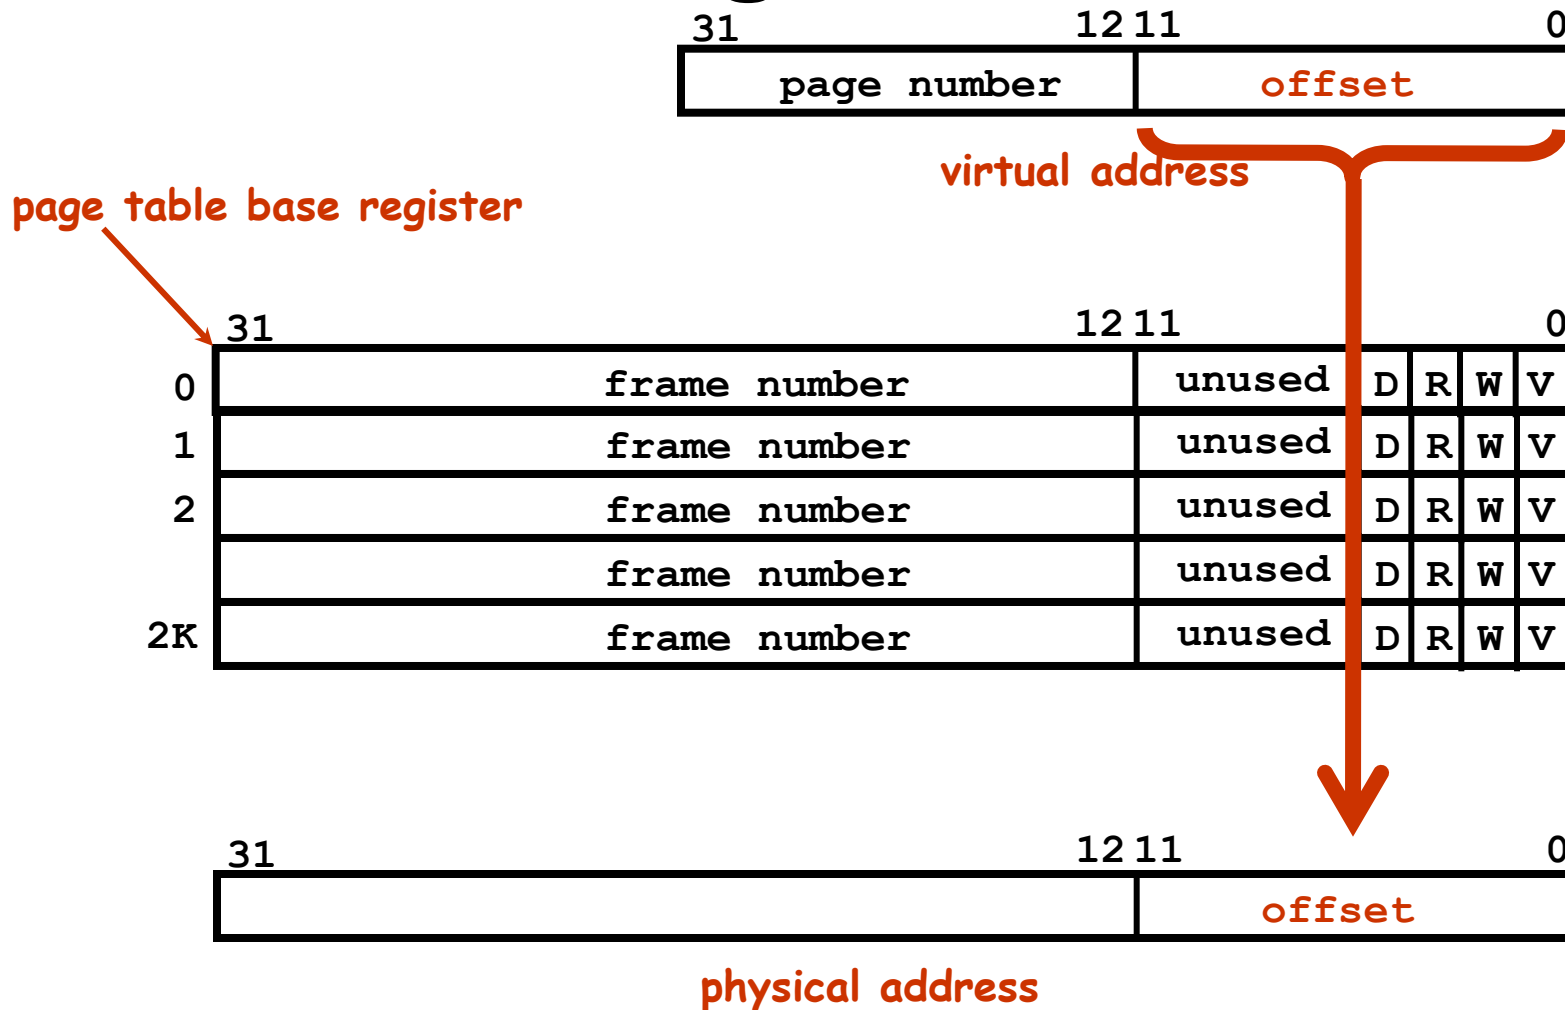 31 12 11 0
page number offset
virtual address
page table base register
31 12 11 0
0 frame number unused D R W V
1 frame number unused D R W V
2 frame number unused D R W V
frame number unused D R W V
2K frame number unused D R W V
31 12 11 0
offset
physical address